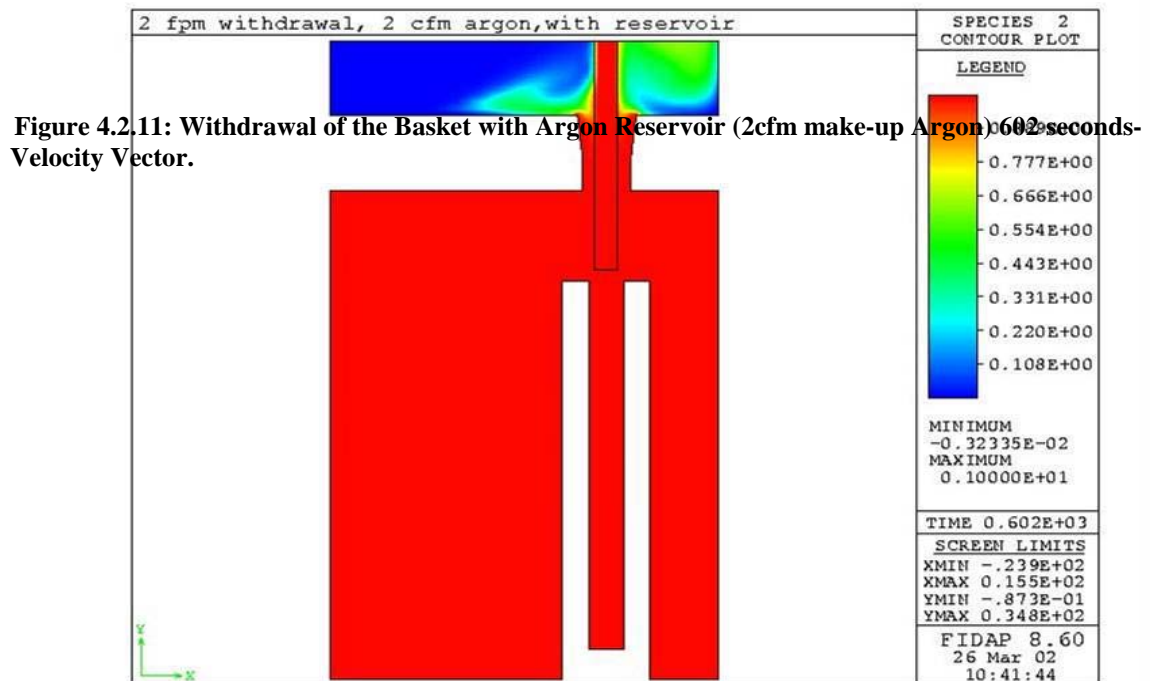 2 fpm withdrawal, 2 cfm argon,with reservoir
SPECIES 2
CONTOUR PLOT
LEGEND
Figure 4.2.11: Withdrawal of the Basket with Argon Reservoir (2cfm make-up Argon) 602 seconds-
Velocity Vector.
0.777E+00
0.666E+00
0.554E+00
0.443E+00
0.331E+00
0.220E+00
0.108E+00
MINIMUM
-0.32335E-02
MAXIMUM
0.10000E+01
TIME 0.602E+03
SCREEN LIMITS
XMIN -.239E+02
XMAX 0.155E+02
YMIN -.873E-01
YMAX 0.348E+02
FIDAP 8.60
26 Mar 02
10:41:44
Y
X